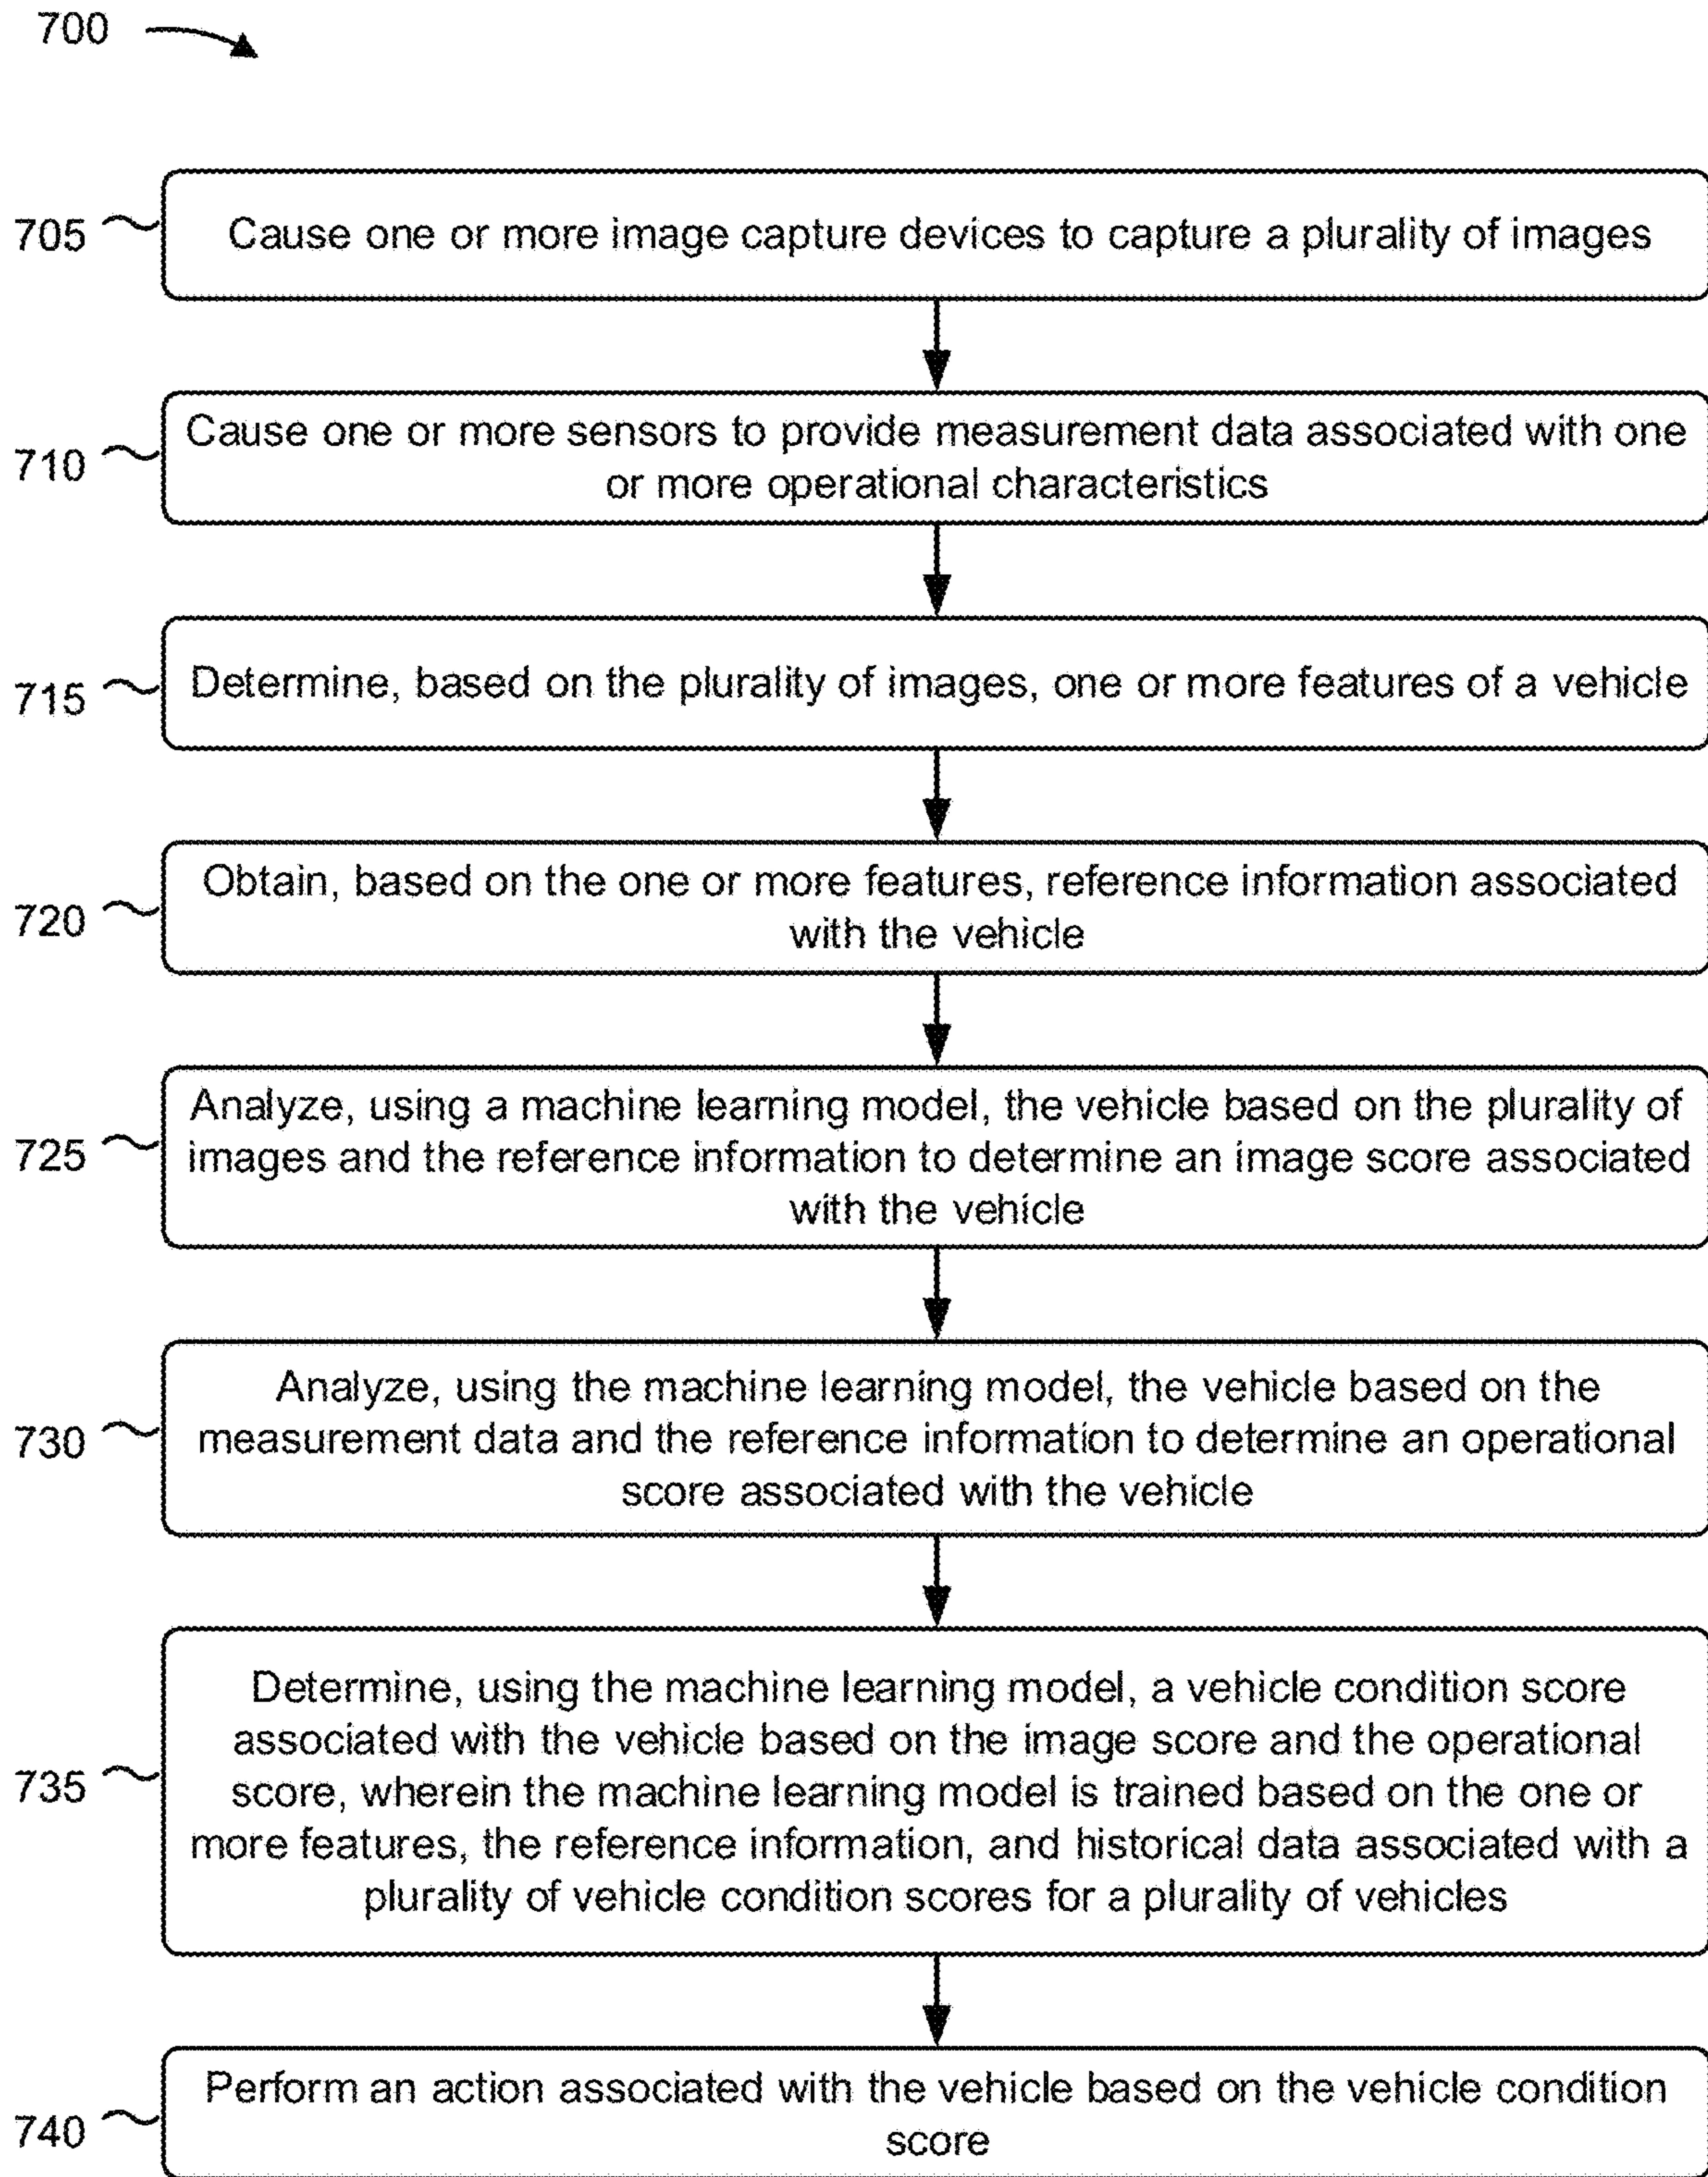 700
705
Cause one or more image capture devices to capture a plurality of images
710
Cause one or more sensors to provide measurement data associated with one
or more operational characteristics
715
Determine, based on the plurality of images, one or more features of a vehicle
720
Obtain, based on the one or more features, reference information associated
with the vehicle
725
Analyze, using a machine learning model, the vehicle based on the plurality of
images and the reference information to determine an image score associated
with the vehicle
730
Analyze, using the machine learning model, the vehicle based on the
measurement data and the reference information to determine an operational
score associated with the vehicle
735
Determine, using the machine learning model, a vehicle condition score
associated with the vehicle based on the image score and the operational
score, wherein the machine learning model is trained based on the one or
more features, the reference information, and historical data associated with a
plurality of vehicle condition scores for a plurality of vehicles
740
Perform an action associated with the vehicle based on the vehicle condition
score